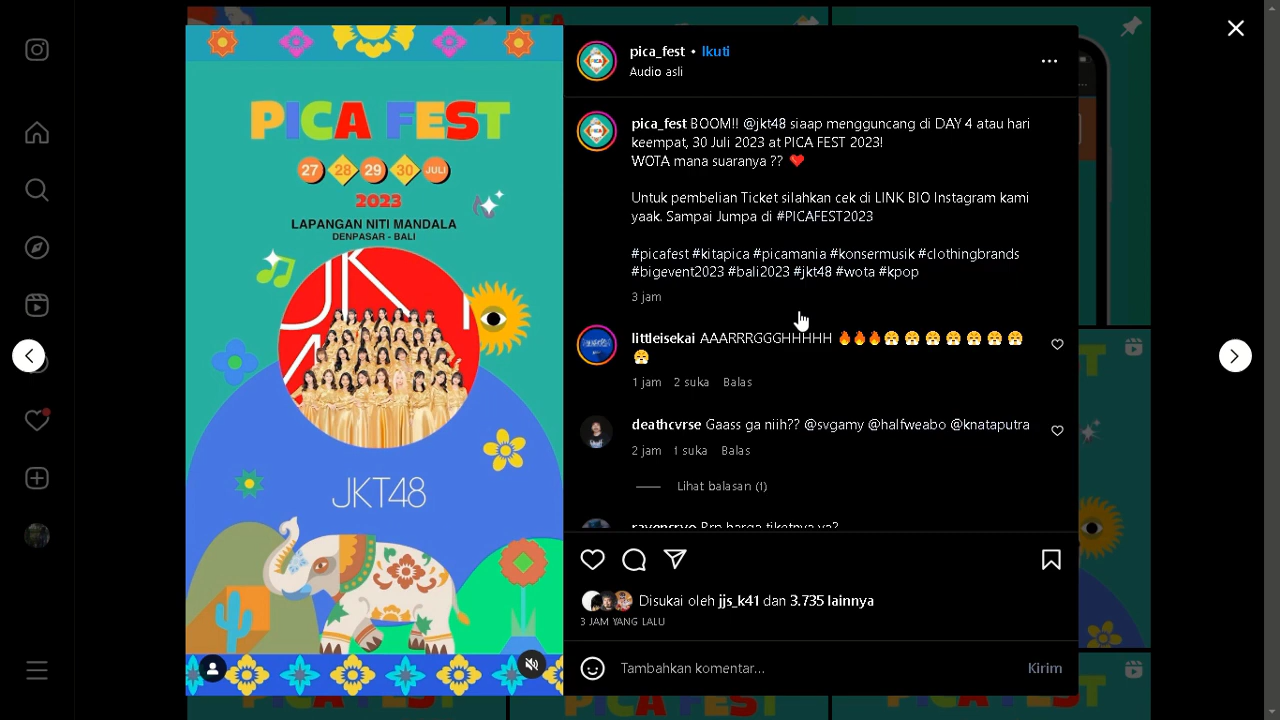 PICA FEST
27 28 29 30 JULI
2023
LAPANGAN NITI MANDALA
DENPASAR - BALI
JK
JKT48
pica_fest • Ikuti
Audio asli
pica_fest BOOM!! @jkt48 siaap mengguncang di DAY 4 atau hari
keempat, 30 Juli 2023 at PICA FEST 2023!
WOTA mana suaranya ?? ❤️
Untuk pembelian Ticket silahkan cek di LINK BIO Instagram kami
yaak. Sampai Jumpa di #PICAFEST2023
#picafest #kitapica #picamania #konsermusik #clothingbrands
#bigevent2023 #bali2023 #jkt48 #wota #kpop
3 jam
littleisekai AAARRRGGGHHHHH 🔥🔥🔥😤😤😤😤😤😤😤
😤
1 jam 2 suka Balas
deathcvrse Gaass ga niih?? @svgamy @halfweabo @knataputra
2 jam 1 suka Balas
Lihat balasan (1)
harga tiketnya ya?
Disukai oleh jjs_k41 dan 3.735 lainnya
3 JAM YANG LALU
Tambahkan komentar...
Kirim